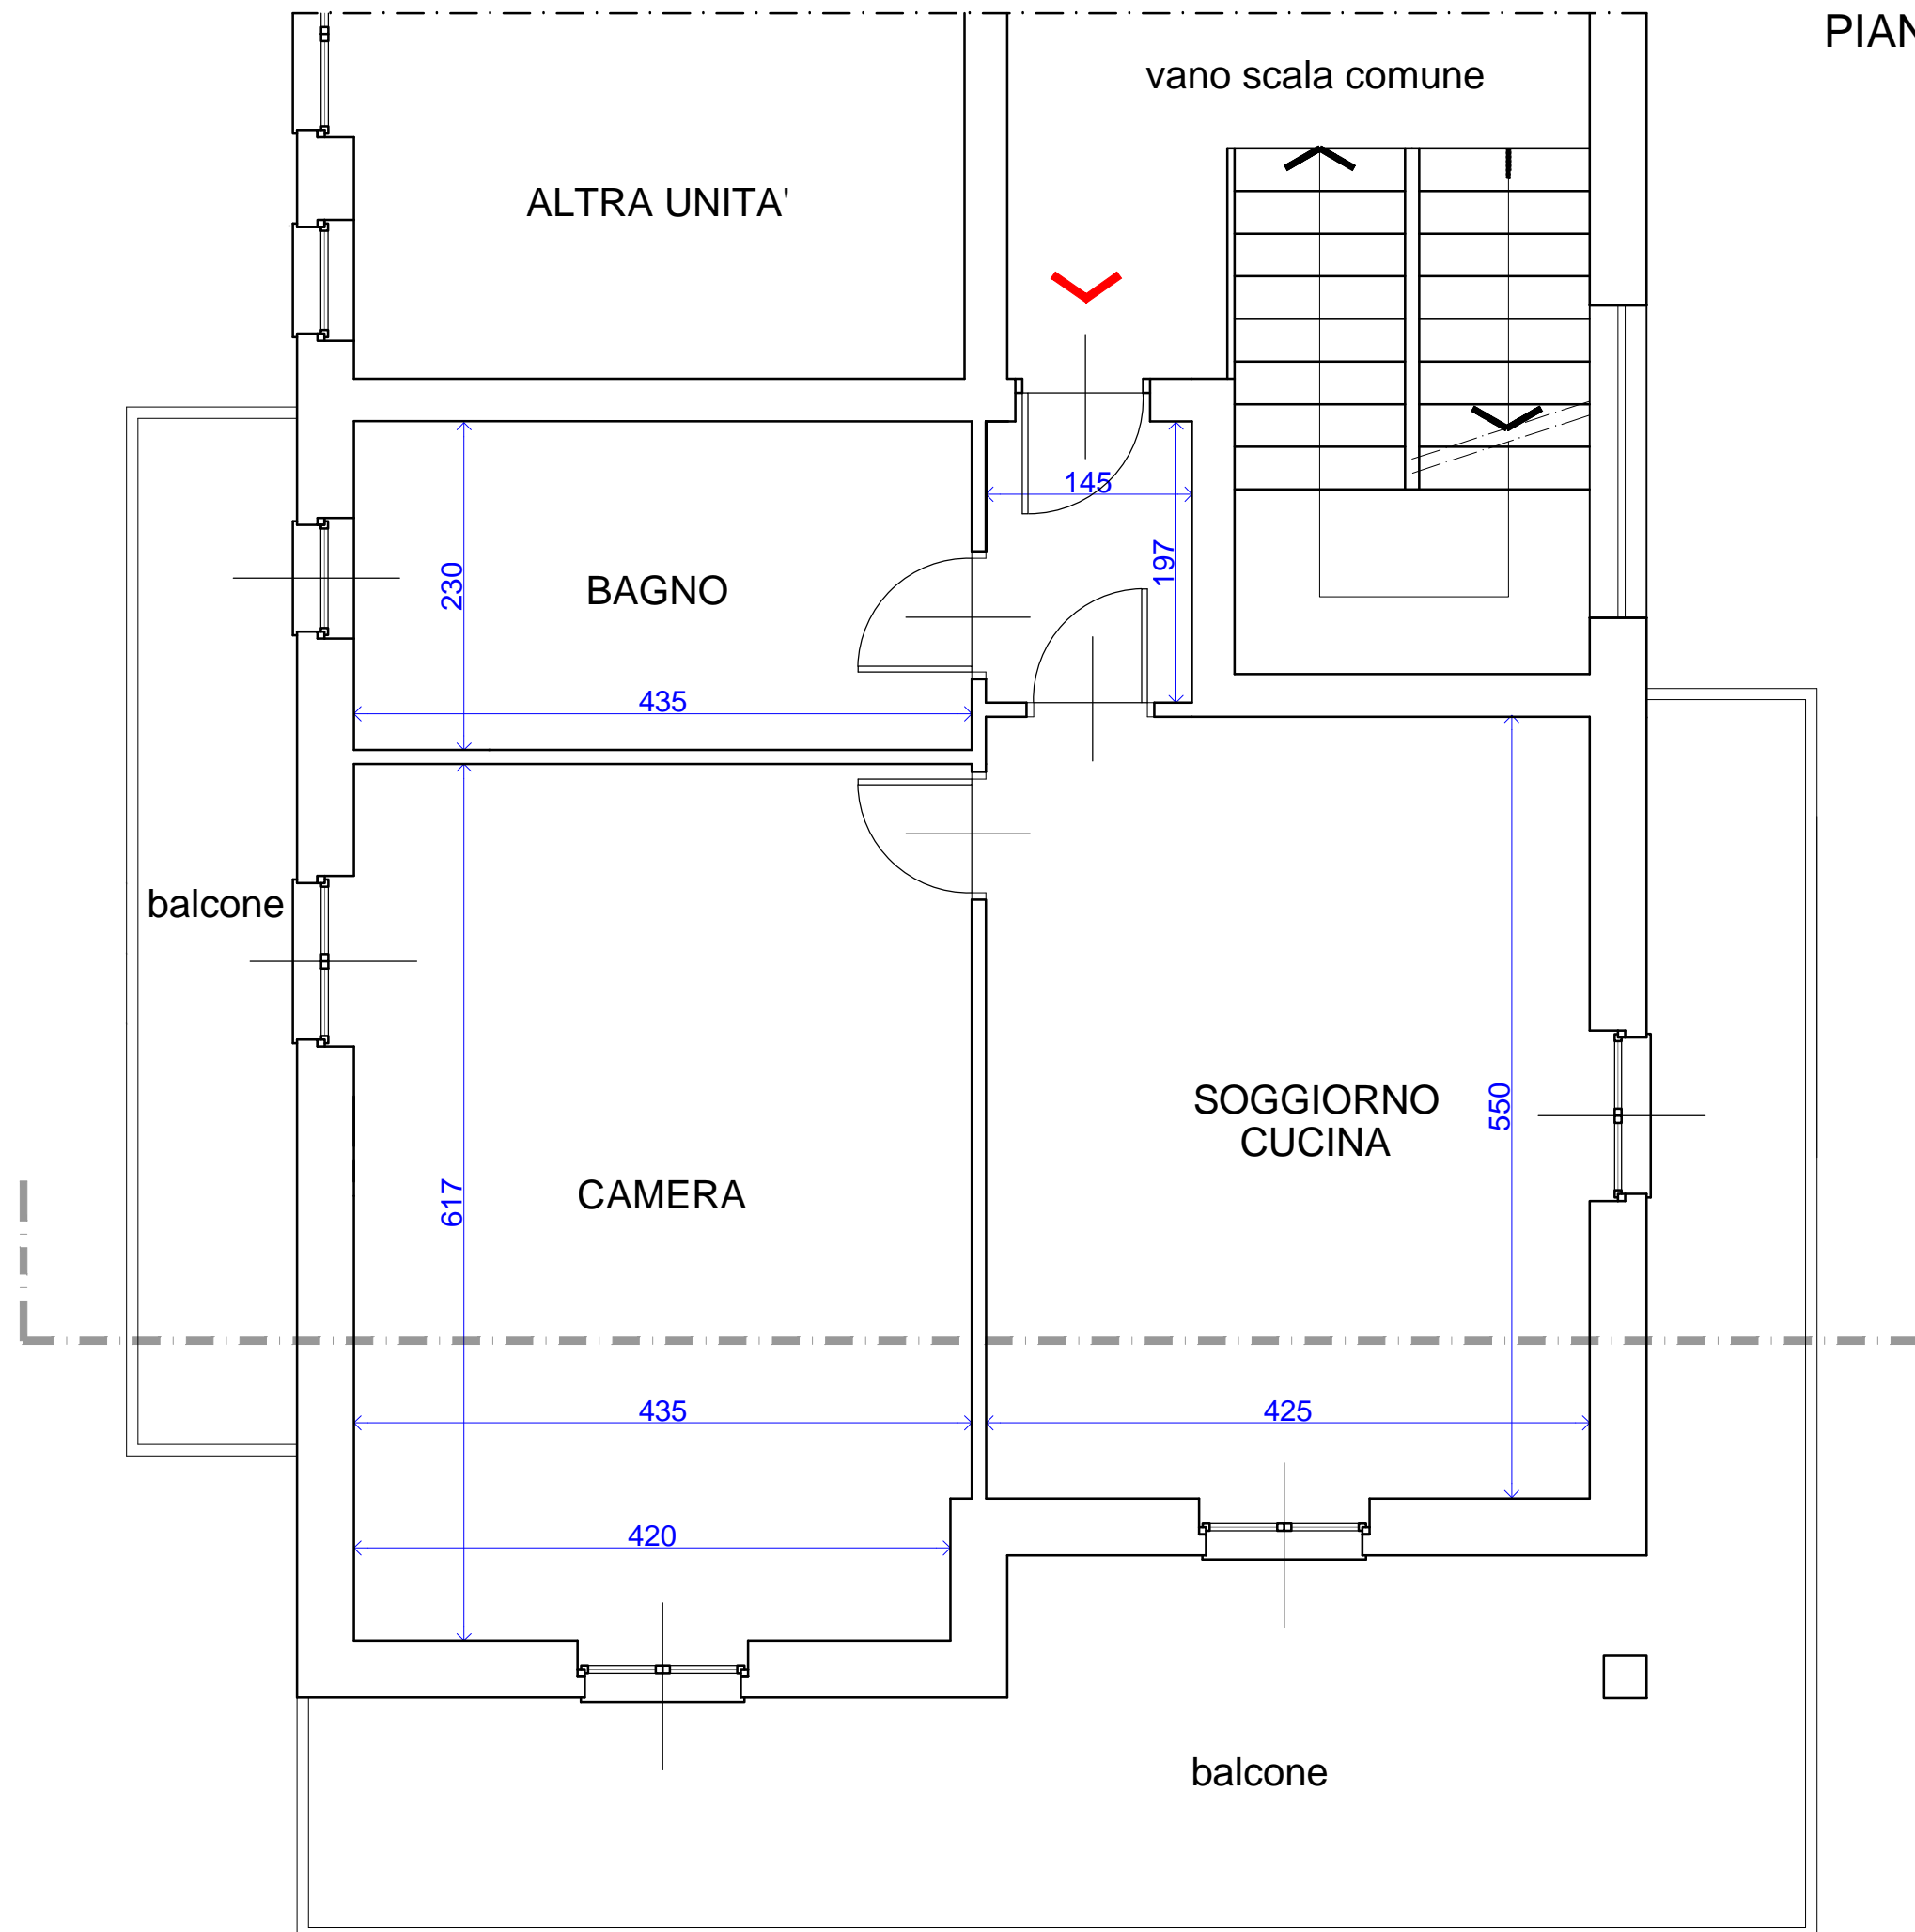 PIAN
vano scala comune
ALTRA UNITA'
145
197
230
BAGNO
435
balcone
SOGGIORNO
CUCINA
550
617
CAMERA
435
425
420
balcone